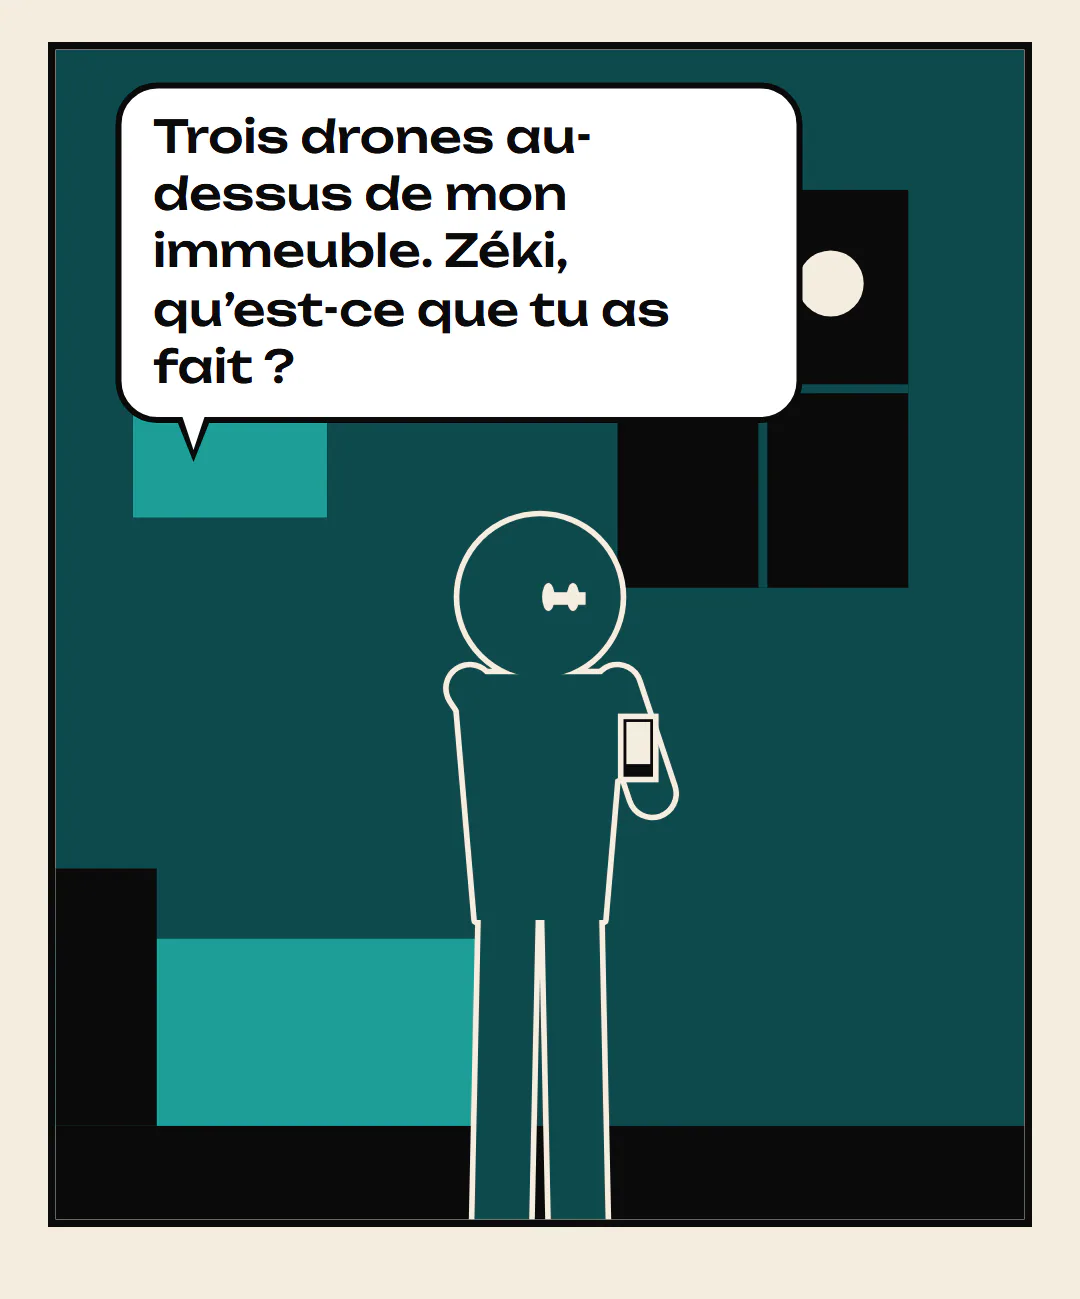 Trois drones au-
dessus de mon
immeuble. Zéki,
qu’est-ce que tu as
fait ?